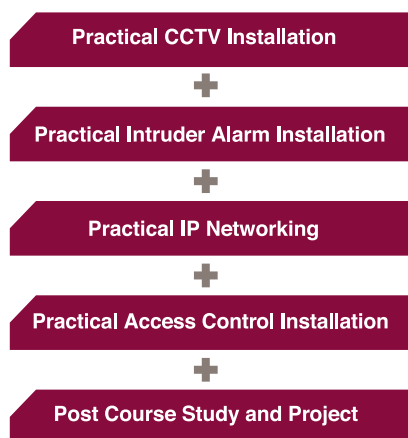 Practical CCTV Installation
+
Practical Intruder Alarm Installation
+
Practical IP Networking
+
Practical Access Control Installation
+
Post Course Study and Project